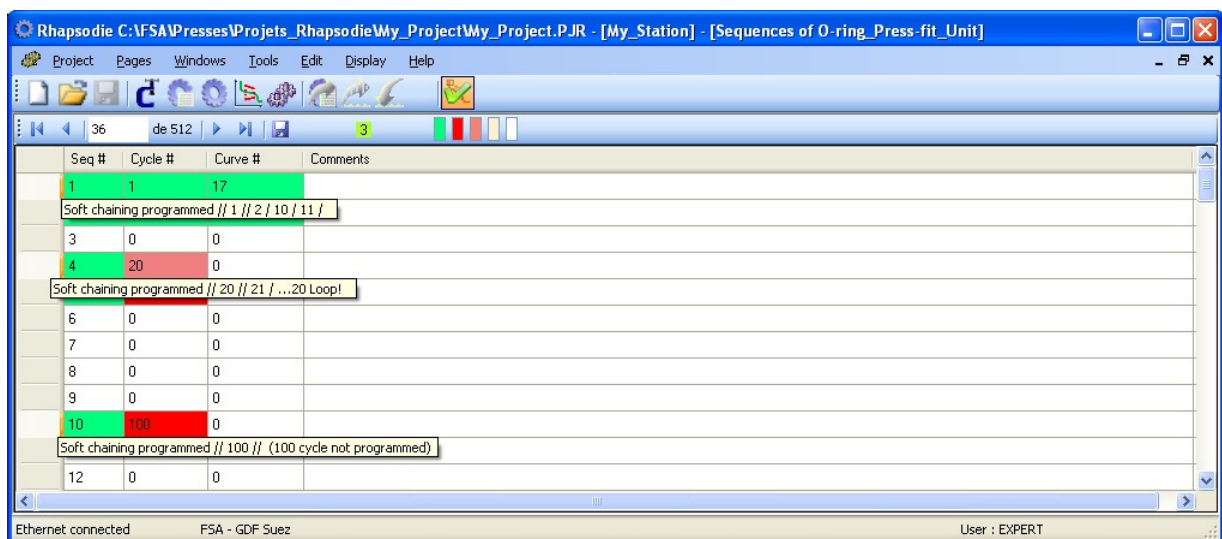 Rhapsodie C:\FSA\Presses\Projets_Rhapsodie\My_Project\My_Project.PJR - [My_Station] - [Sequences of O-ring_Press-fit_Unit]
Project Pages Windows Tools Edit Display Help
36 de 512 3
Seq # Cycle # Curve # Comments
1 1 17
Soft chaining programmed // 1 // 2 / 10 / 11 /
3 0 0
4 20 0
Soft chaining programmed // 20 // 21 / ...20 Loop!
6 0 0
7 0 0
8 0 0
9 0 0
10 100 0
Soft chaining programmed // 100 // (100 cycle not programmed)
12 0 0
Ethernet connected FSA - GDF Suez User : EXPERT